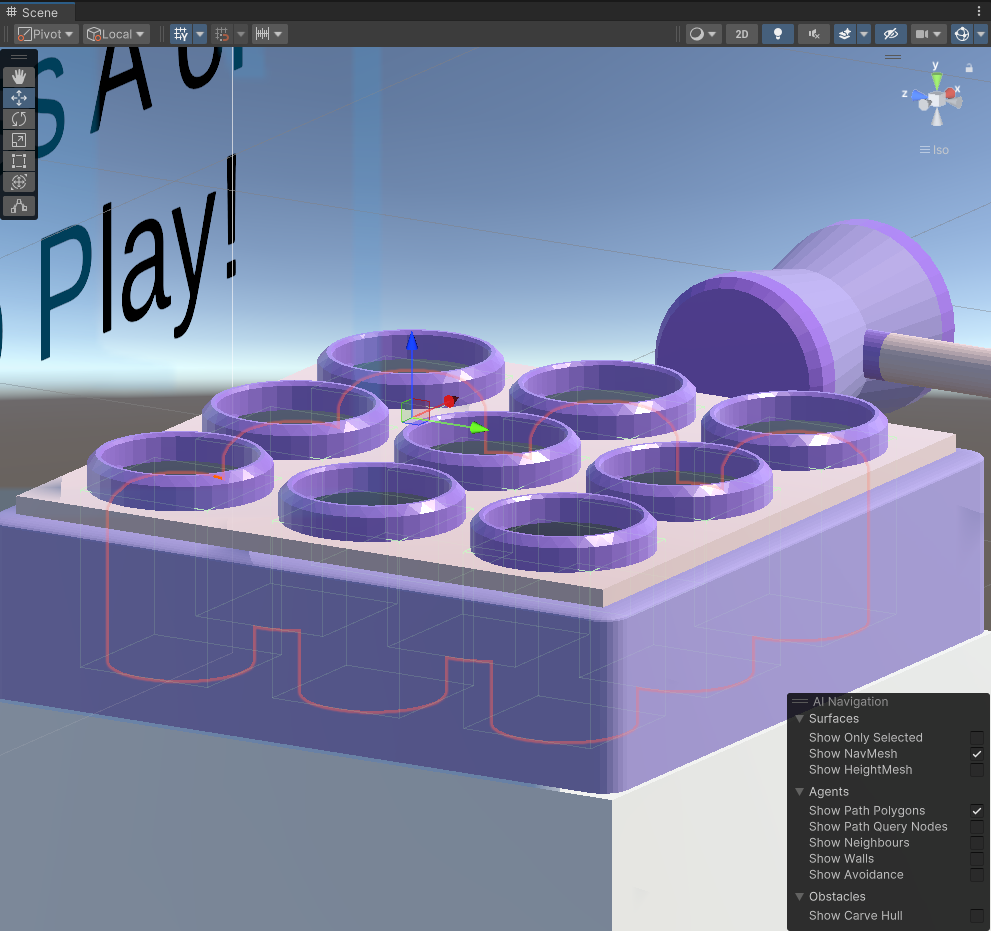 Scene
Pivot
Local
2D
y
x
z
Iso
Play!
AI Navigation
Surfaces
Show Only Selected
Show NavMesh
Show HeightMesh
Agents
Show Path Polygons
Show Path Query Nodes
Show Neighbours
Show Walls
Show Avoidance
Obstacles
Show Carve Hull